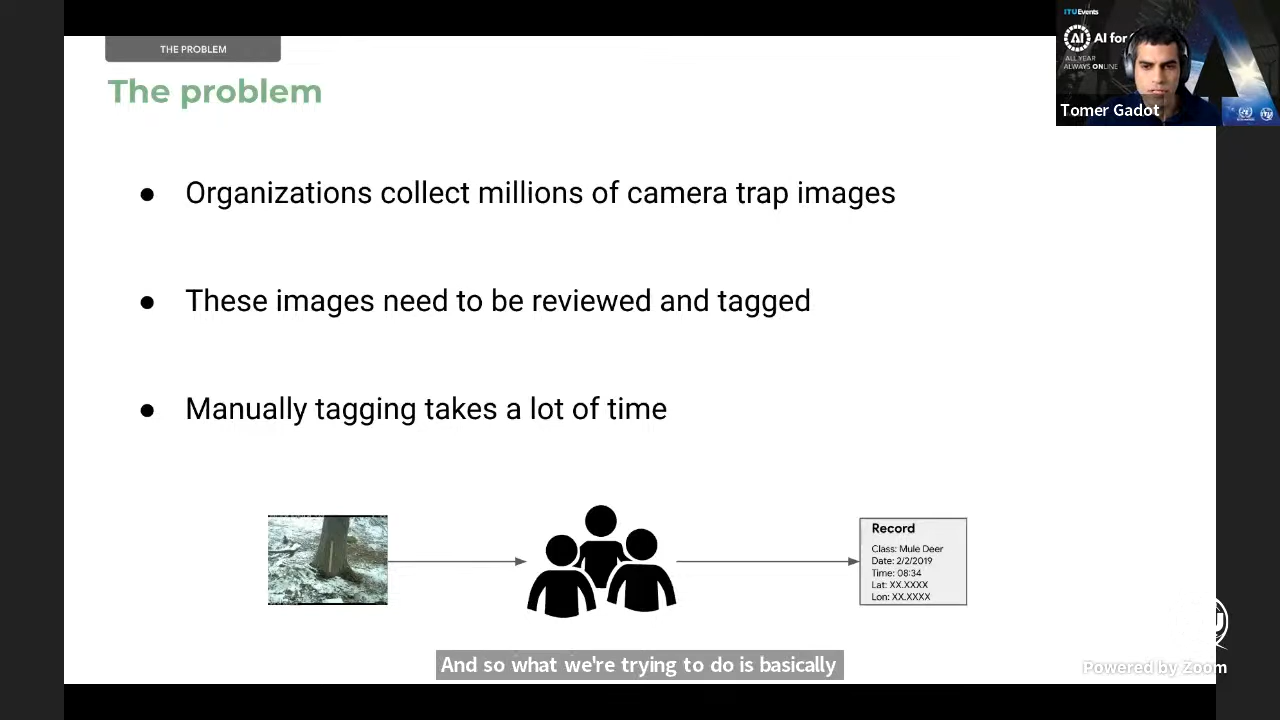 THE PROBLEM
The problem
Organizations collect millions of camera trap images
These images need to be reviewed and tagged
Manually tagging takes a lot of time
Record
Class: Mule Deer
Date: 2/2/2019
Time: 08:34
Lat: XX.XXXX
Lon: XX.XXXX
And so what we're trying to do is basically
ITUEvents
AI
AI for
ALL YEAR
ALWAYS ONLINE
Tomer Gadot
Powered by Zoom